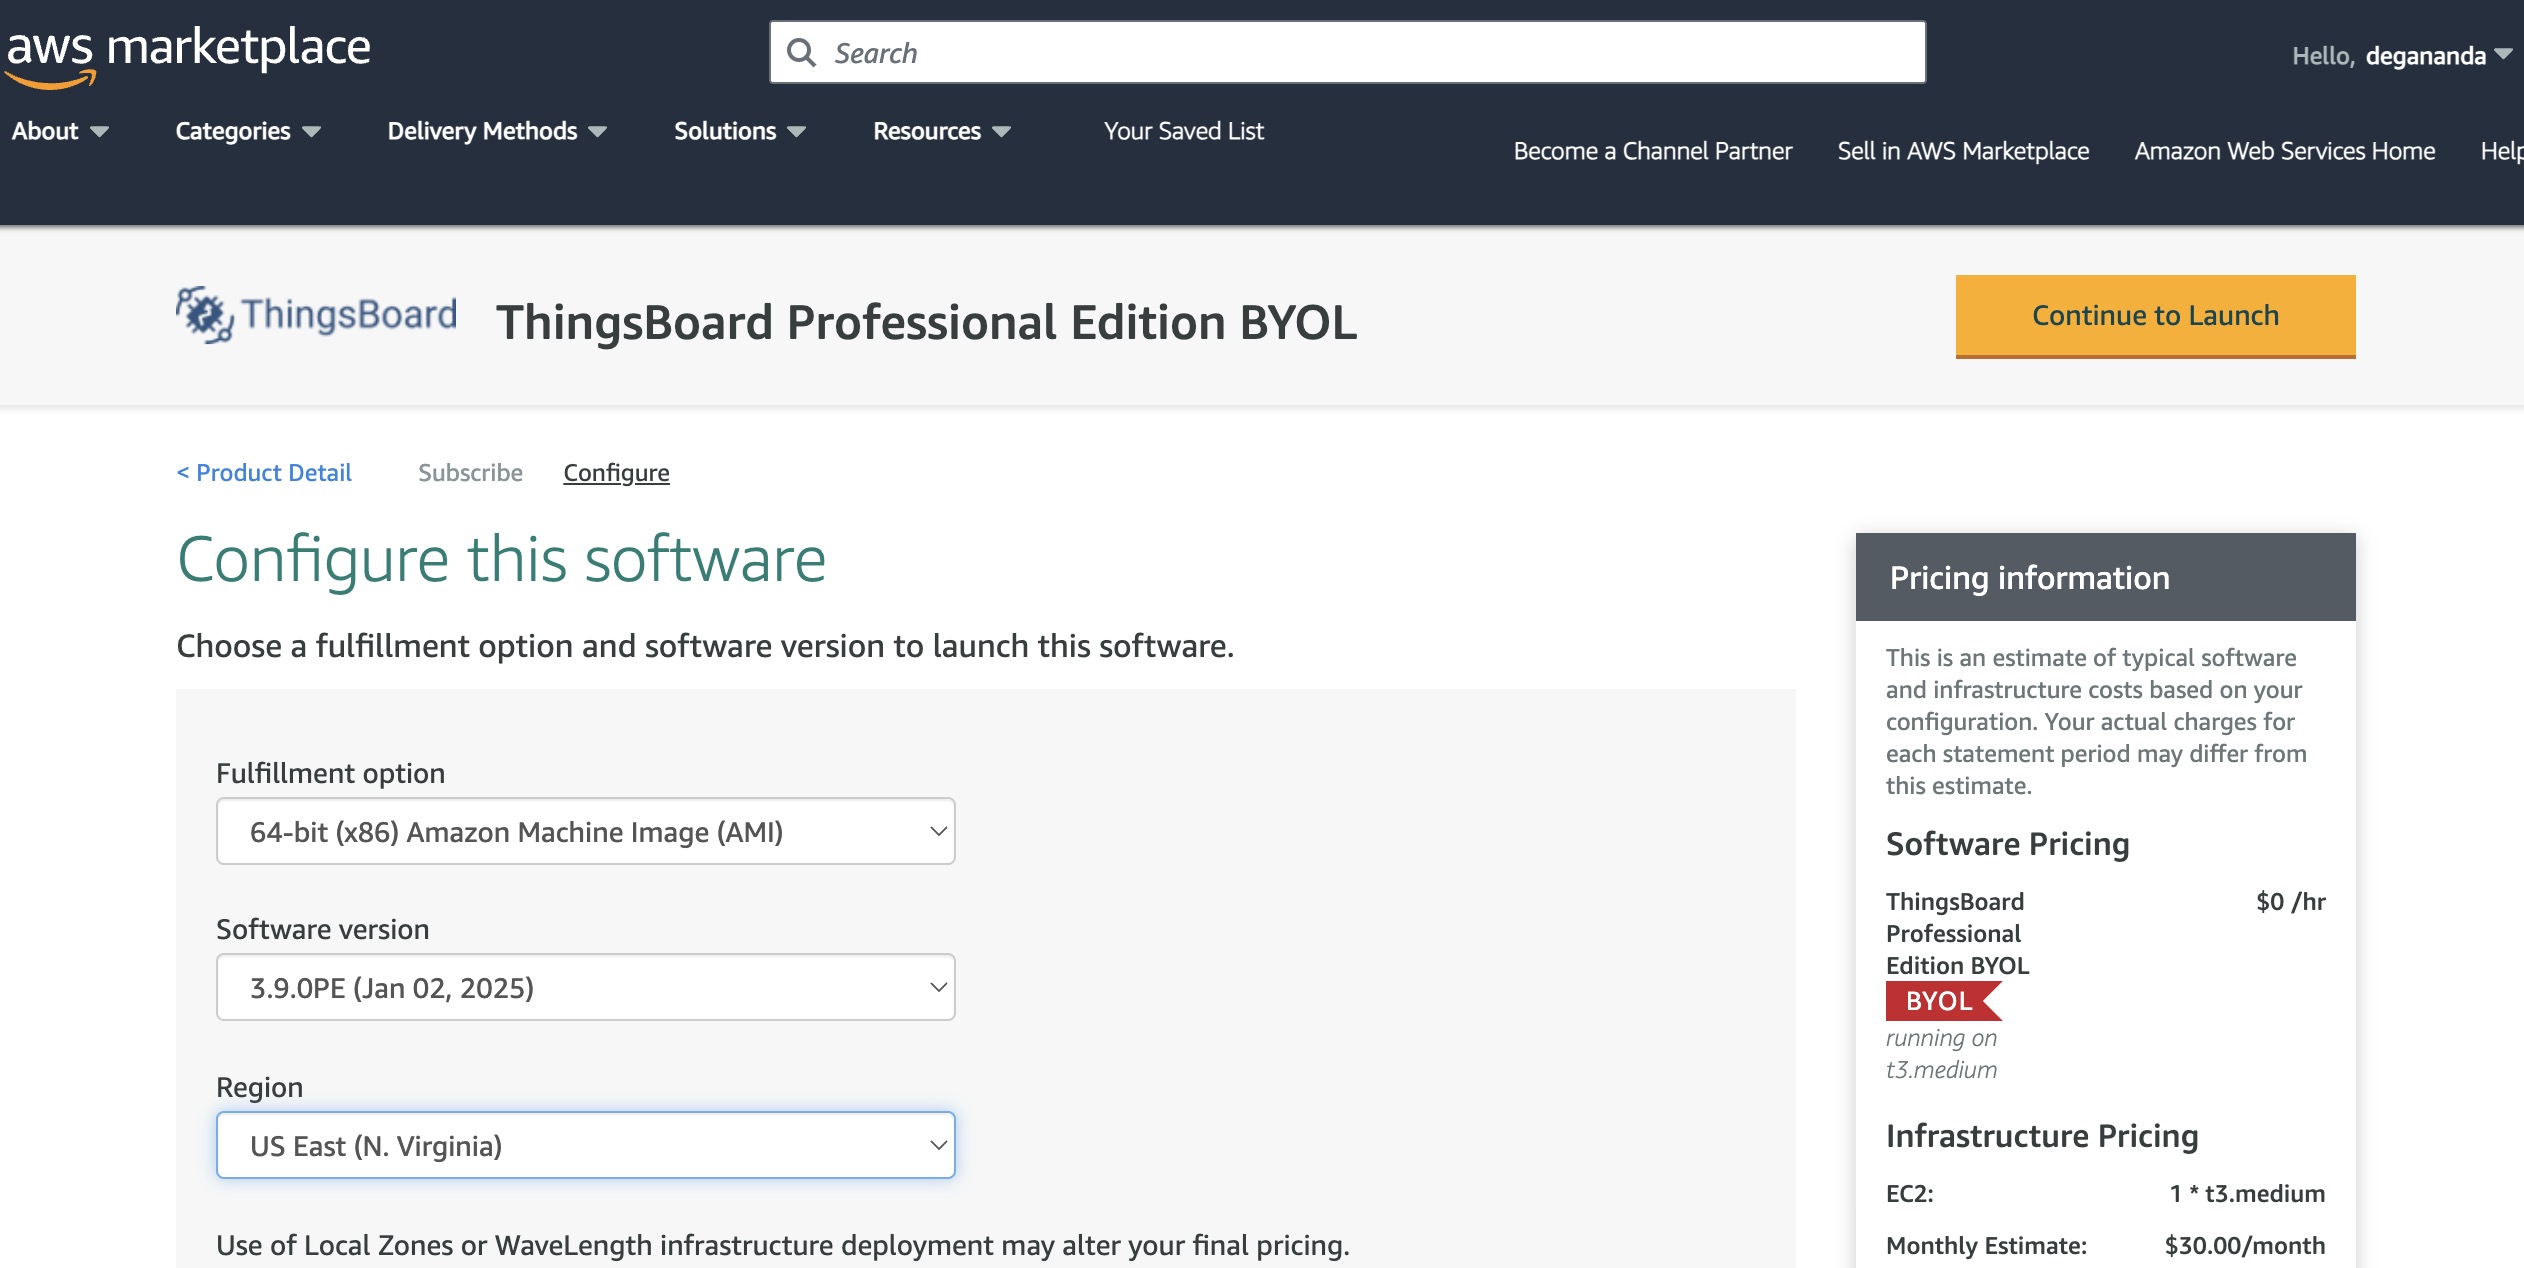 aws marketplace
Search
Hello, degananda
About
Categories
Delivery Methods
Solutions
Resources
Your Saved List
Become a Channel Partner
Sell in AWS Marketplace
Amazon Web Services Home
Help
ThingsBoard
ThingsBoard Professional Edition BYOL
Continue to Launch
< Product Detail
Subscribe
Configure
Configure this software
Choose a fulfillment option and software version to launch this software.
Fulfillment option
64-bit (x86) Amazon Machine Image (AMI)
Software version
3.9.0PE (Jan 02, 2025)
Region
US East (N. Virginia)
Use of Local Zones or WaveLength infrastructure deployment may alter your final pricing.
Pricing information
This is an estimate of typical software
and infrastructure costs based on your
configuration. Your actual charges for
each statement period may differ from
this estimate.
Software Pricing
ThingsBoard $0 /hr
Professional
Edition BYOL
BYOL
running on
t3.medium
Infrastructure Pricing
EC2: 1 * t3.medium
Monthly Estimate: $30.00/month